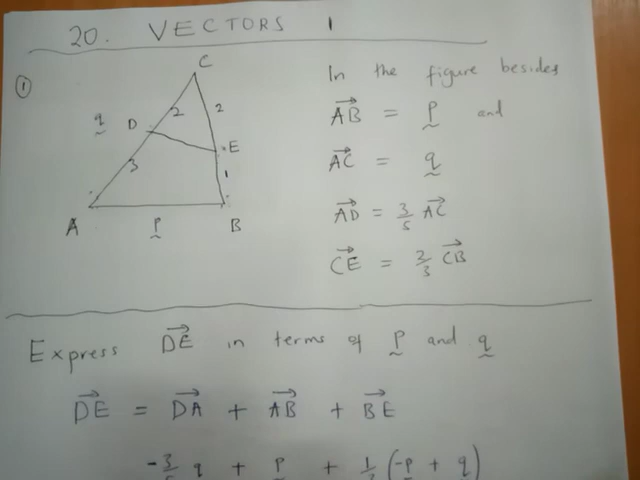 20. VECTORS 1
①
C
q
D
2
2
E
3
1
A
p
B
In the figure besides
AB→ = p and
AC→ = q
AD→ = 3/5 AC→
CE→ = 2/3 CB→
Express DE→ in terms of p and q
DE→ = DA→ + AB→ + BE→
-3/5 q + p + 1/3 (-p + q)